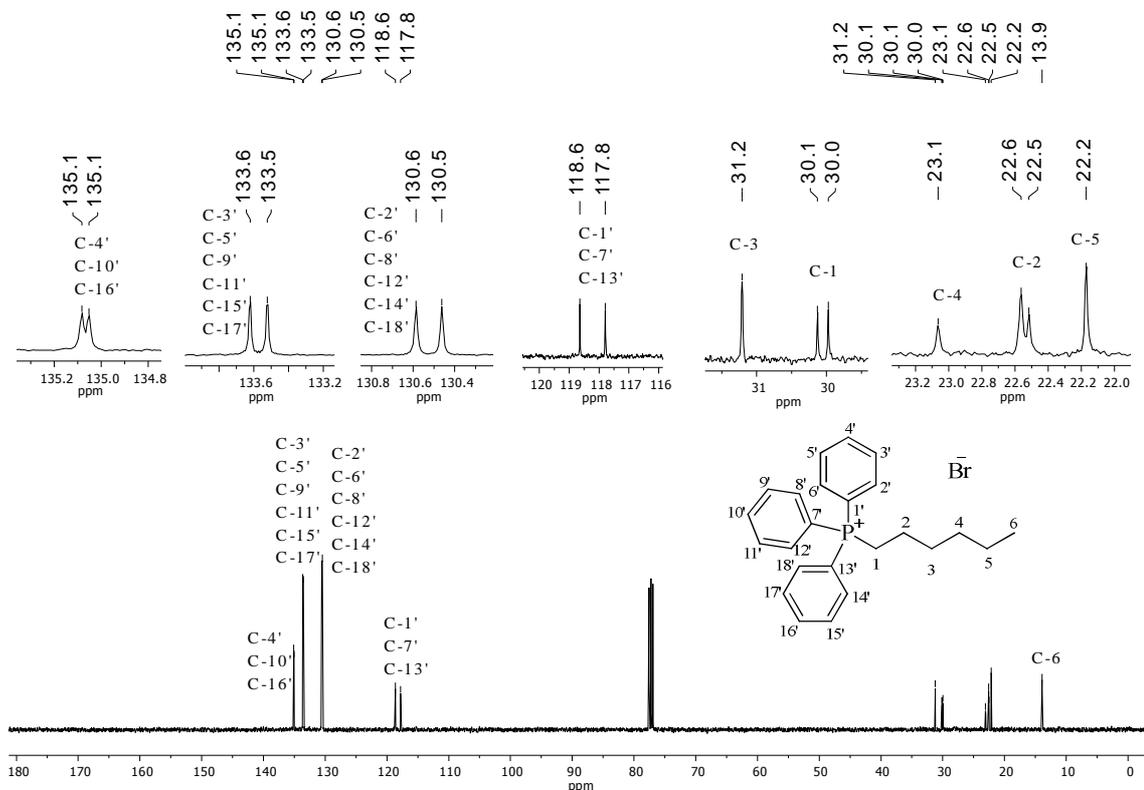 135.1
135.1
133.6
133.5
130.6
130.5
118.6
117.8
31.2
30.1
30.1
30.0
23.1
22.6
22.5
22.2
13.9
135.1
135.1
C-4'
C-10'
C-16'
135.2 135.0 134.8
ppm
133.6
133.5
C-3'
C-5'
C-9'
C-11'
C-15'
C-17'
133.6 133.2
ppm
130.6
130.5
C-2'
C-6'
C-8'
C-12'
C-14'
C-18'
130.8 130.6 130.4
ppm
118.6
117.8
C-1'
C-7'
C-13'
120 119 118 117 116
ppm
31.2
30.1
30.0
C-3
C-1
31 30
ppm
23.1
22.6
22.5
22.2
C-4
C-2
C-5
23.2 23.0 22.8 22.6 22.4 22.2 22.0
ppm
C-3'
C-5'
C-9'
C-11'
C-15'
C-17'
C-2'
C-6'
C-8'
C-12'
C-14'
C-18'
C-4'
C-10'
C-16'
C-1'
C-7'
C-13'
4'
5' 3'
6' 2'
1'
Br
-
9' 8'
10' 7'
11' 12'
P
+
2 4 6
1 3 5
18' 13'
17' 14'
16' 15'
C-6
180 170 160 150 140 130 120 110 100 90 80 70 60 50 40 30 20 10 0
ppm